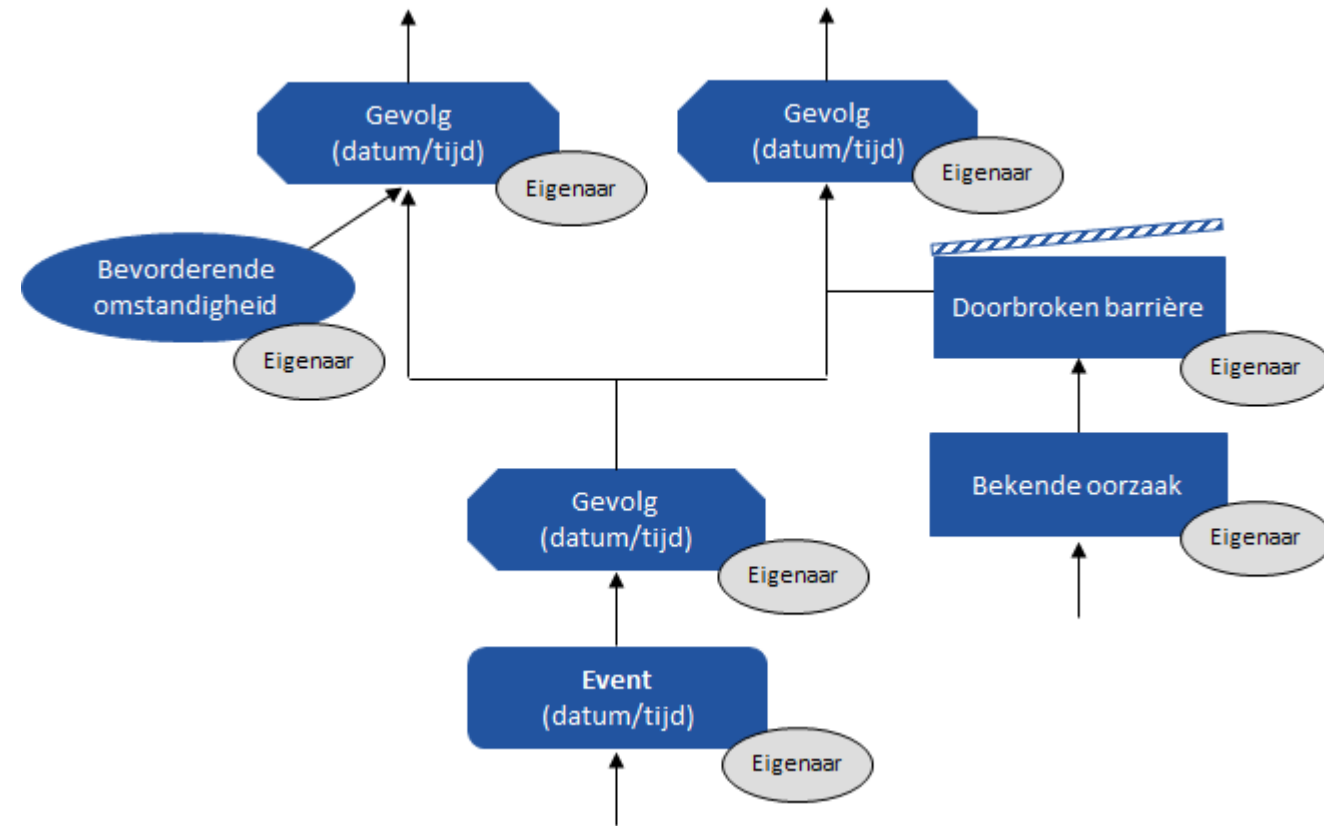 Gevolg
(datum/tijd)
Eigenaar
Gevolg
(datum/tijd)
Eigenaar
Bevorderende
omstandigheid
Eigenaar
Doorbroken barrière
Eigenaar
Gevolg
(datum/tijd)
Eigenaar
Bekende oorzaak
Eigenaar
Event
(datum/tijd)
Eigenaar